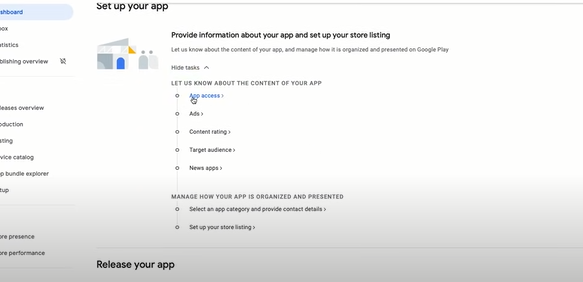 Set up your app
shboard
box
atistics
blishing overview
Provide information about your app and set up your store listing
Let us know about the content of your app, and manage how it is organized and presented on Google Play
Hide tasks
LET US KNOW ABOUT THE CONTENT OF YOUR APP
App access
Ads
Content rating
Target audience
News apps
MANAGE HOW YOUR APP IS ORGANIZED AND PRESENTED
Select an app category and provide contact details
Set up your store listing
eleases overview
oduction
sting
vice catalog
p bundle explorer
tup
ore presence
ore performance
Release your app